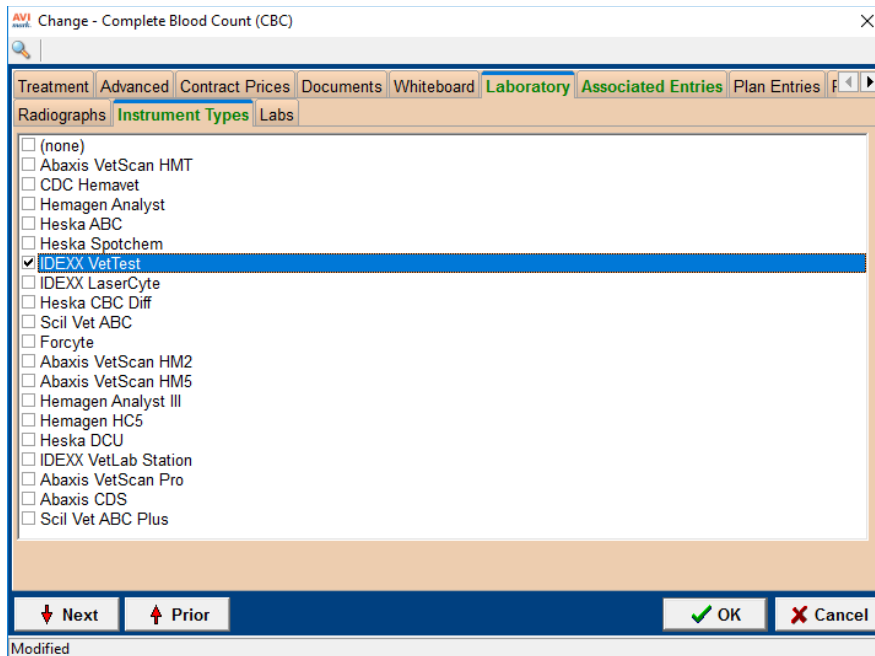 AVI mark. Change - Complete Blood Count (CBC)
Treatment Advanced Contract Prices Documents Whiteboard Laboratory Associated Entries Plan Entries
Radiographs Instrument Types Labs
(none)
Abaxis VetScan HMT
CDC Hemavet
Hemagen Analyst
Heska ABC
Heska Spotchem
IDEXX VetTest
IDEXX LaserCyte
Heska CBC Diff
Scil Vet ABC
Forcyte
Abaxis VetScan HM2
Abaxis VetScan HM5
Hemagen Analyst III
Hemagen HC5
Heska DCU
IDEXX VetLab Station
Abaxis VetScan Pro
Abaxis CDS
Scil Vet ABC Plus
Next Prior OK Cancel
Modified